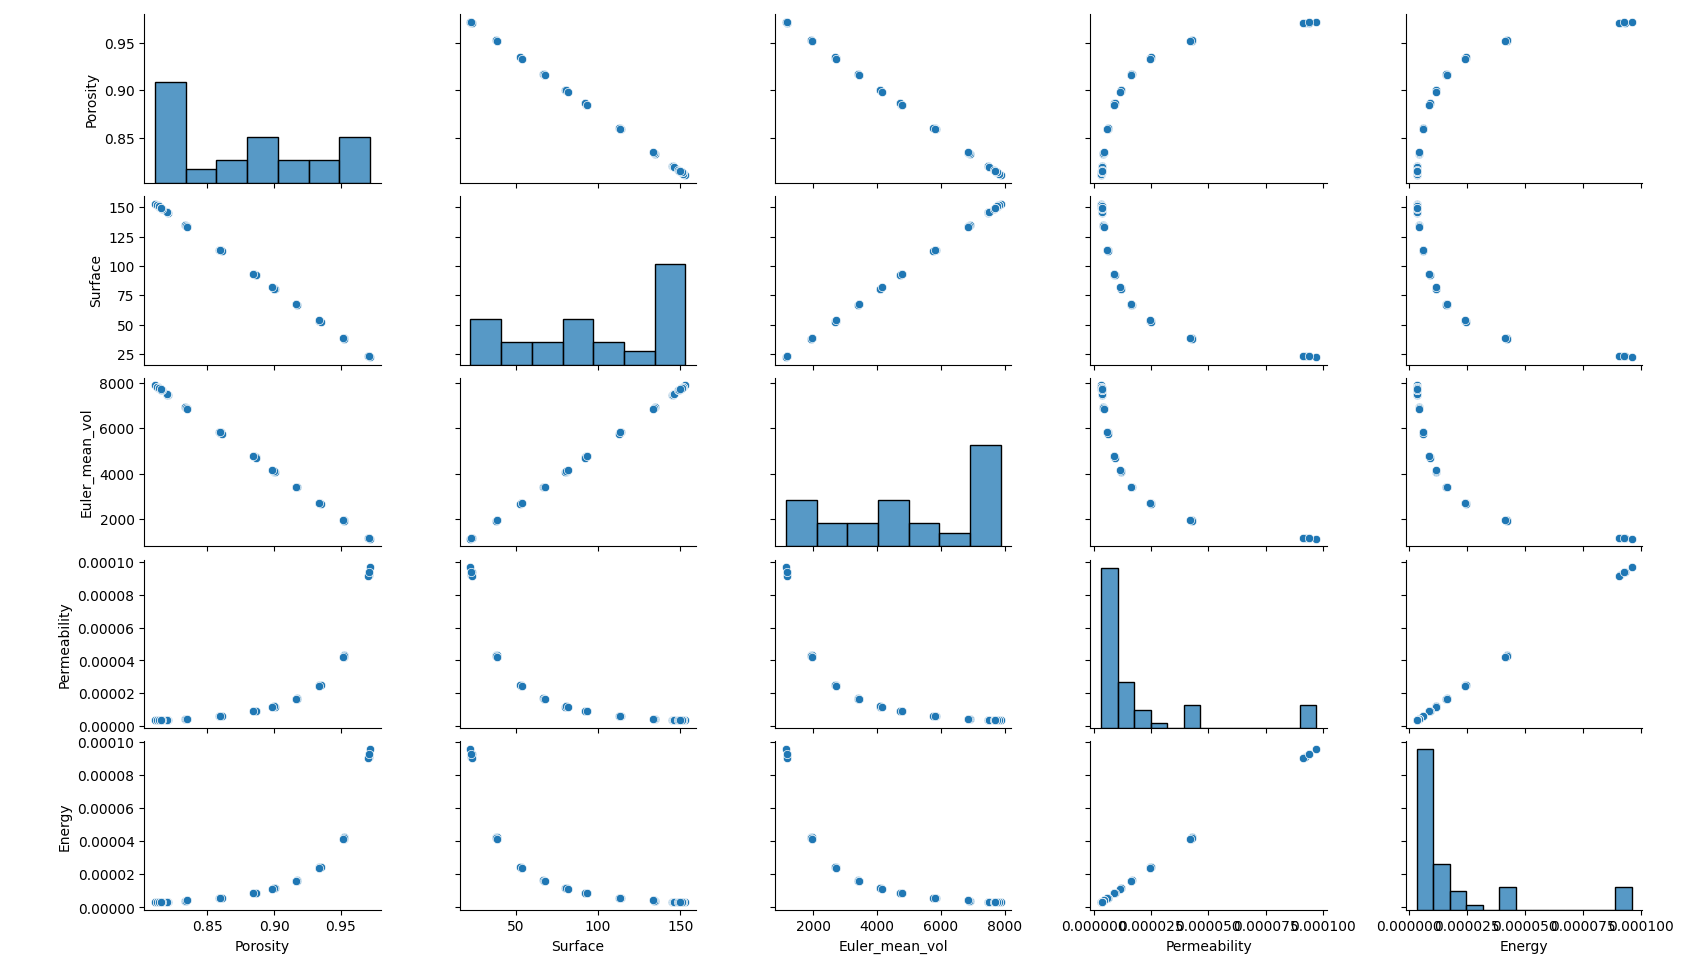 0.95
0.90
0.85
Porosity
150
125
100
75
50
25
Surface
8000
6000
4000
2000
Euler_mean_vol
0.00010
0.00008
0.00006
0.00004
0.00002
0.00000
Permeability
0.00010
0.00008
0.00006
0.00004
0.00002
0.00000
Energy
0.85 0.90 0.95
Porosity
50 100 150
Surface
2000 4000 6000 8000
Euler_mean_vol
0.000000 0.000025 0.000050 0.000075 0.000100
Permeability
0.000000 0.000025 0.000050 0.000075 0.000100
Energy